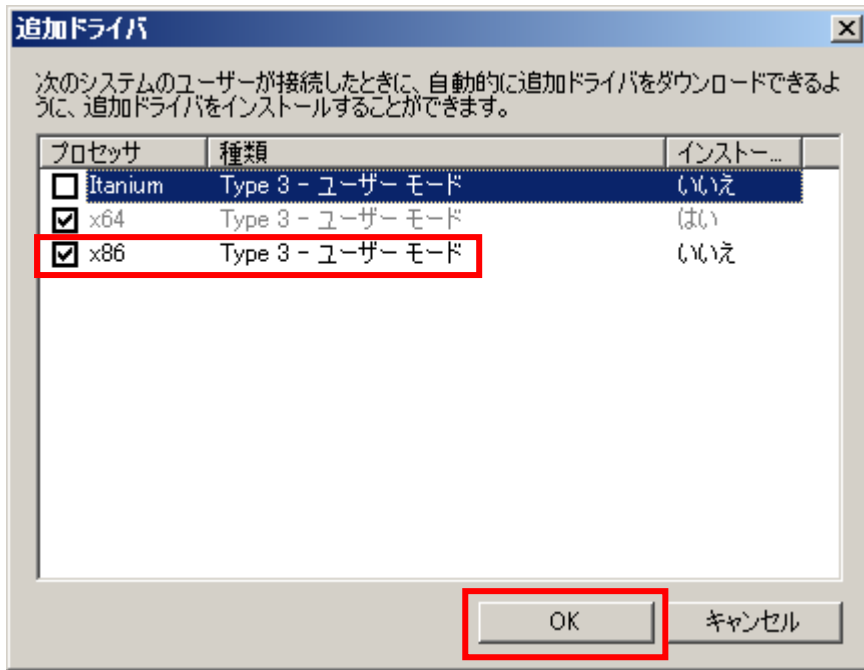 追加ドライバ
次のシステムのユーザーが接続したときに、自動的に追加ドライバをダウンロードできるよ
うに、追加ドライバをインストールすることができます。
プロセッサ 種類 インストー...
Itanium Type 3 - ユーザー モード いいえ
x64 Type 3 - ユーザー モード はい
x86 Type 3 - ユーザー モード いいえ
OK キャンセル